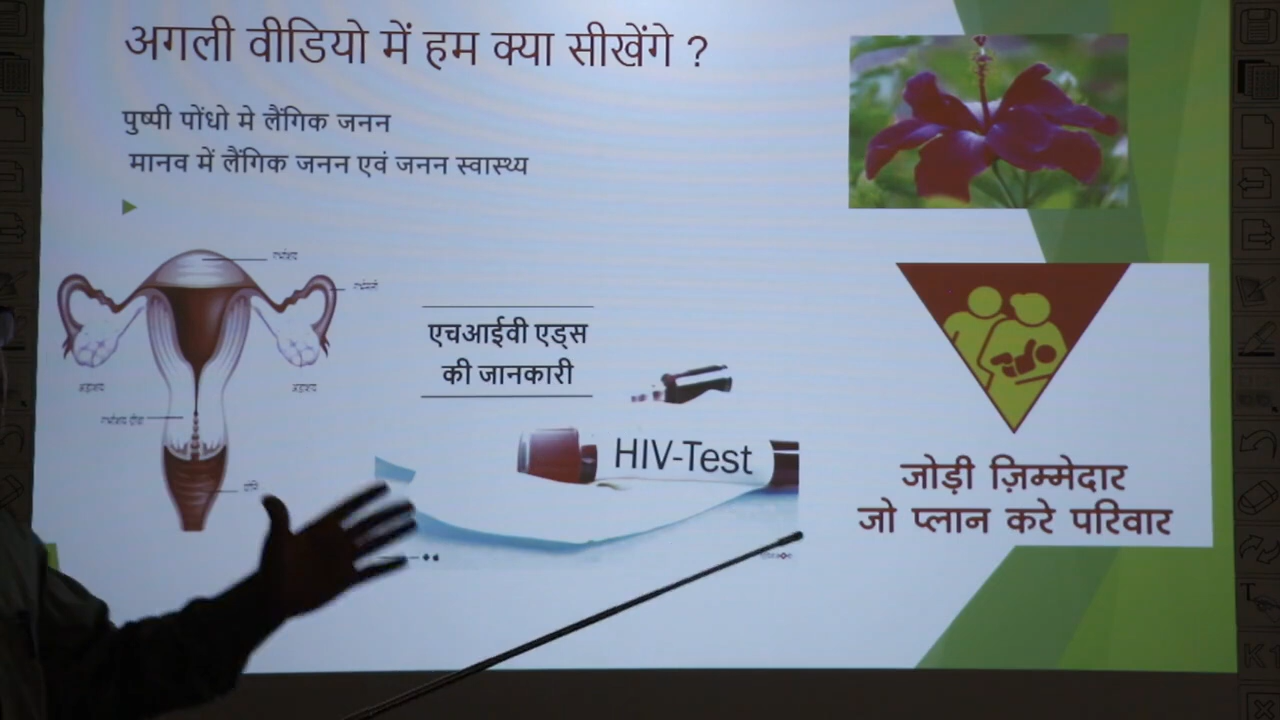 अगली वीडियो में हम क्या सीखेंगे ?
पुष्पी पोंधो मे लैंगिक जनन
मानव में लैंगिक जनन एवं जनन स्वास्थ्य
एचआईवी एड्स
की जानकारी
HIV-Test
जोड़ी ज़िम्मेदार
जो प्लान करे परिवार